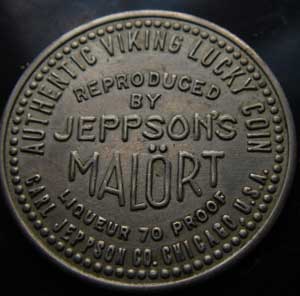 AUTHENTIC VIKING LUCKY COIN
REPRODUCED
BY
JEPPSON'S
MALÖRT
LIQUEUR 70 PROOF
CARL JEPPSON CO. CHICAGO U.S.A.